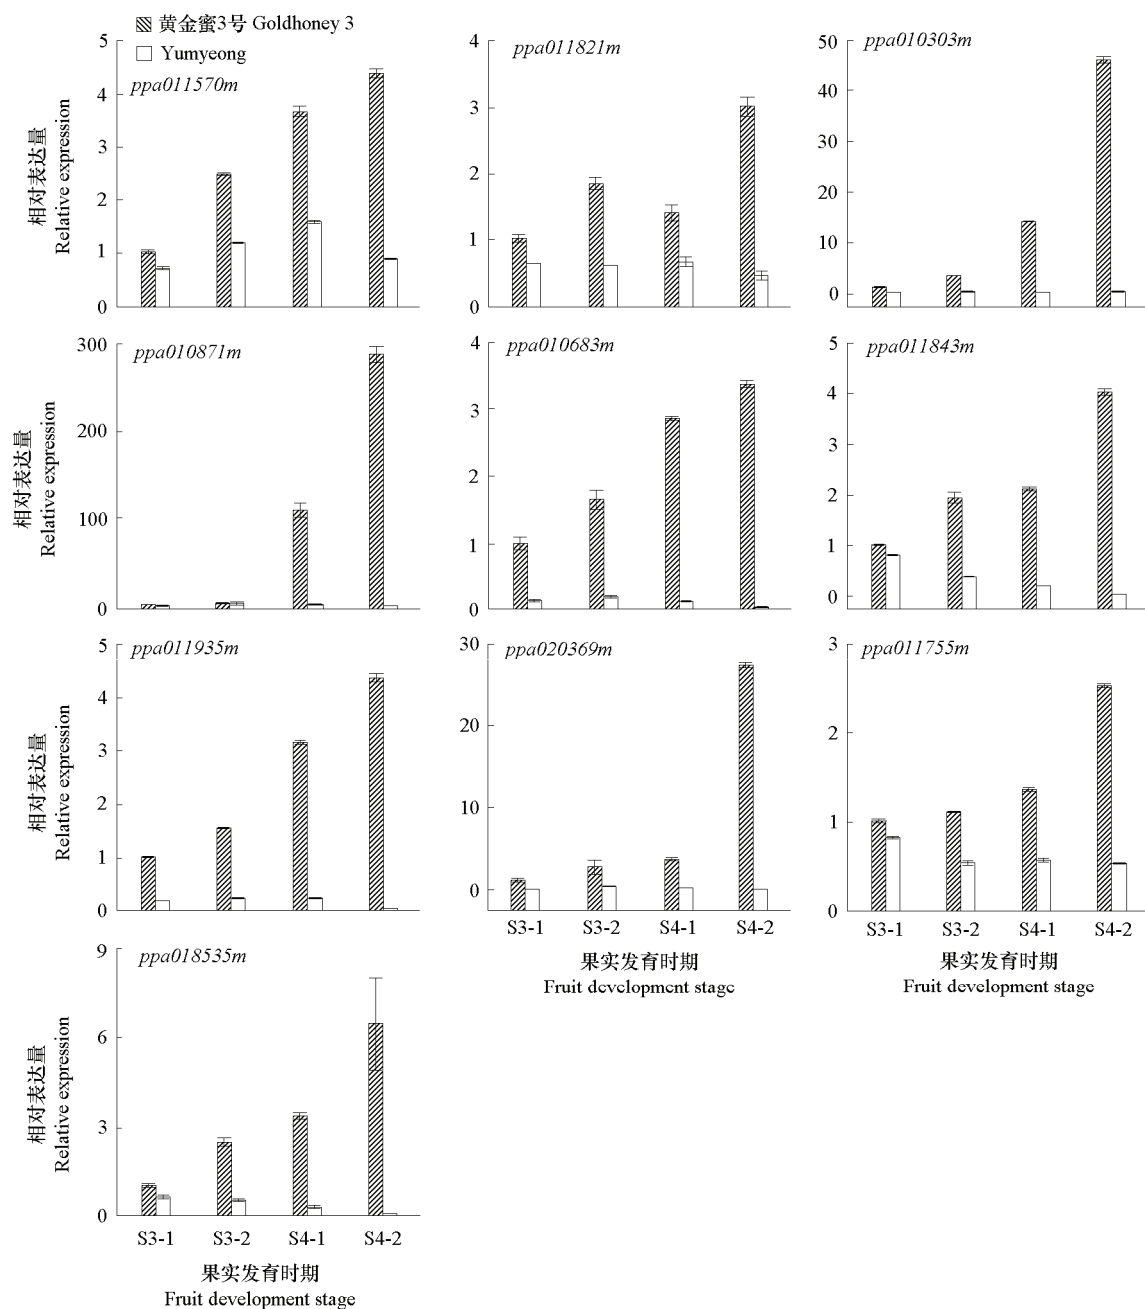 黄金蜜3号 Goldhoney 3
Yumyeong
ppa011570m
5
4
3
2
1
0
相对表达量
Relative expression
ppa011821m
4
3
2
1
0
ppa010303m
50
40
30
20
10
0
ppa010871m
300
200
100
0
相对表达量
Relative expression
ppa010683m
4
3
2
1
0
ppa011843m
5
4
3
2
1
0
ppa011935m
5
4
3
2
1
0
相对表达量
Relative expression
ppa020369m
30
20
10
0
S3-1 S3-2 S4-1 S4-2
果实发育时期
Fruit development stage
ppa011755m
3
2
1
0
S3-1 S3-2 S4-1 S4-2
果实发育时期
Fruit development stage
ppa018535m
9
6
3
0
相对表达量
Relative expression
S3-1 S3-2 S4-1 S4-2
果实发育时期
Fruit development stage